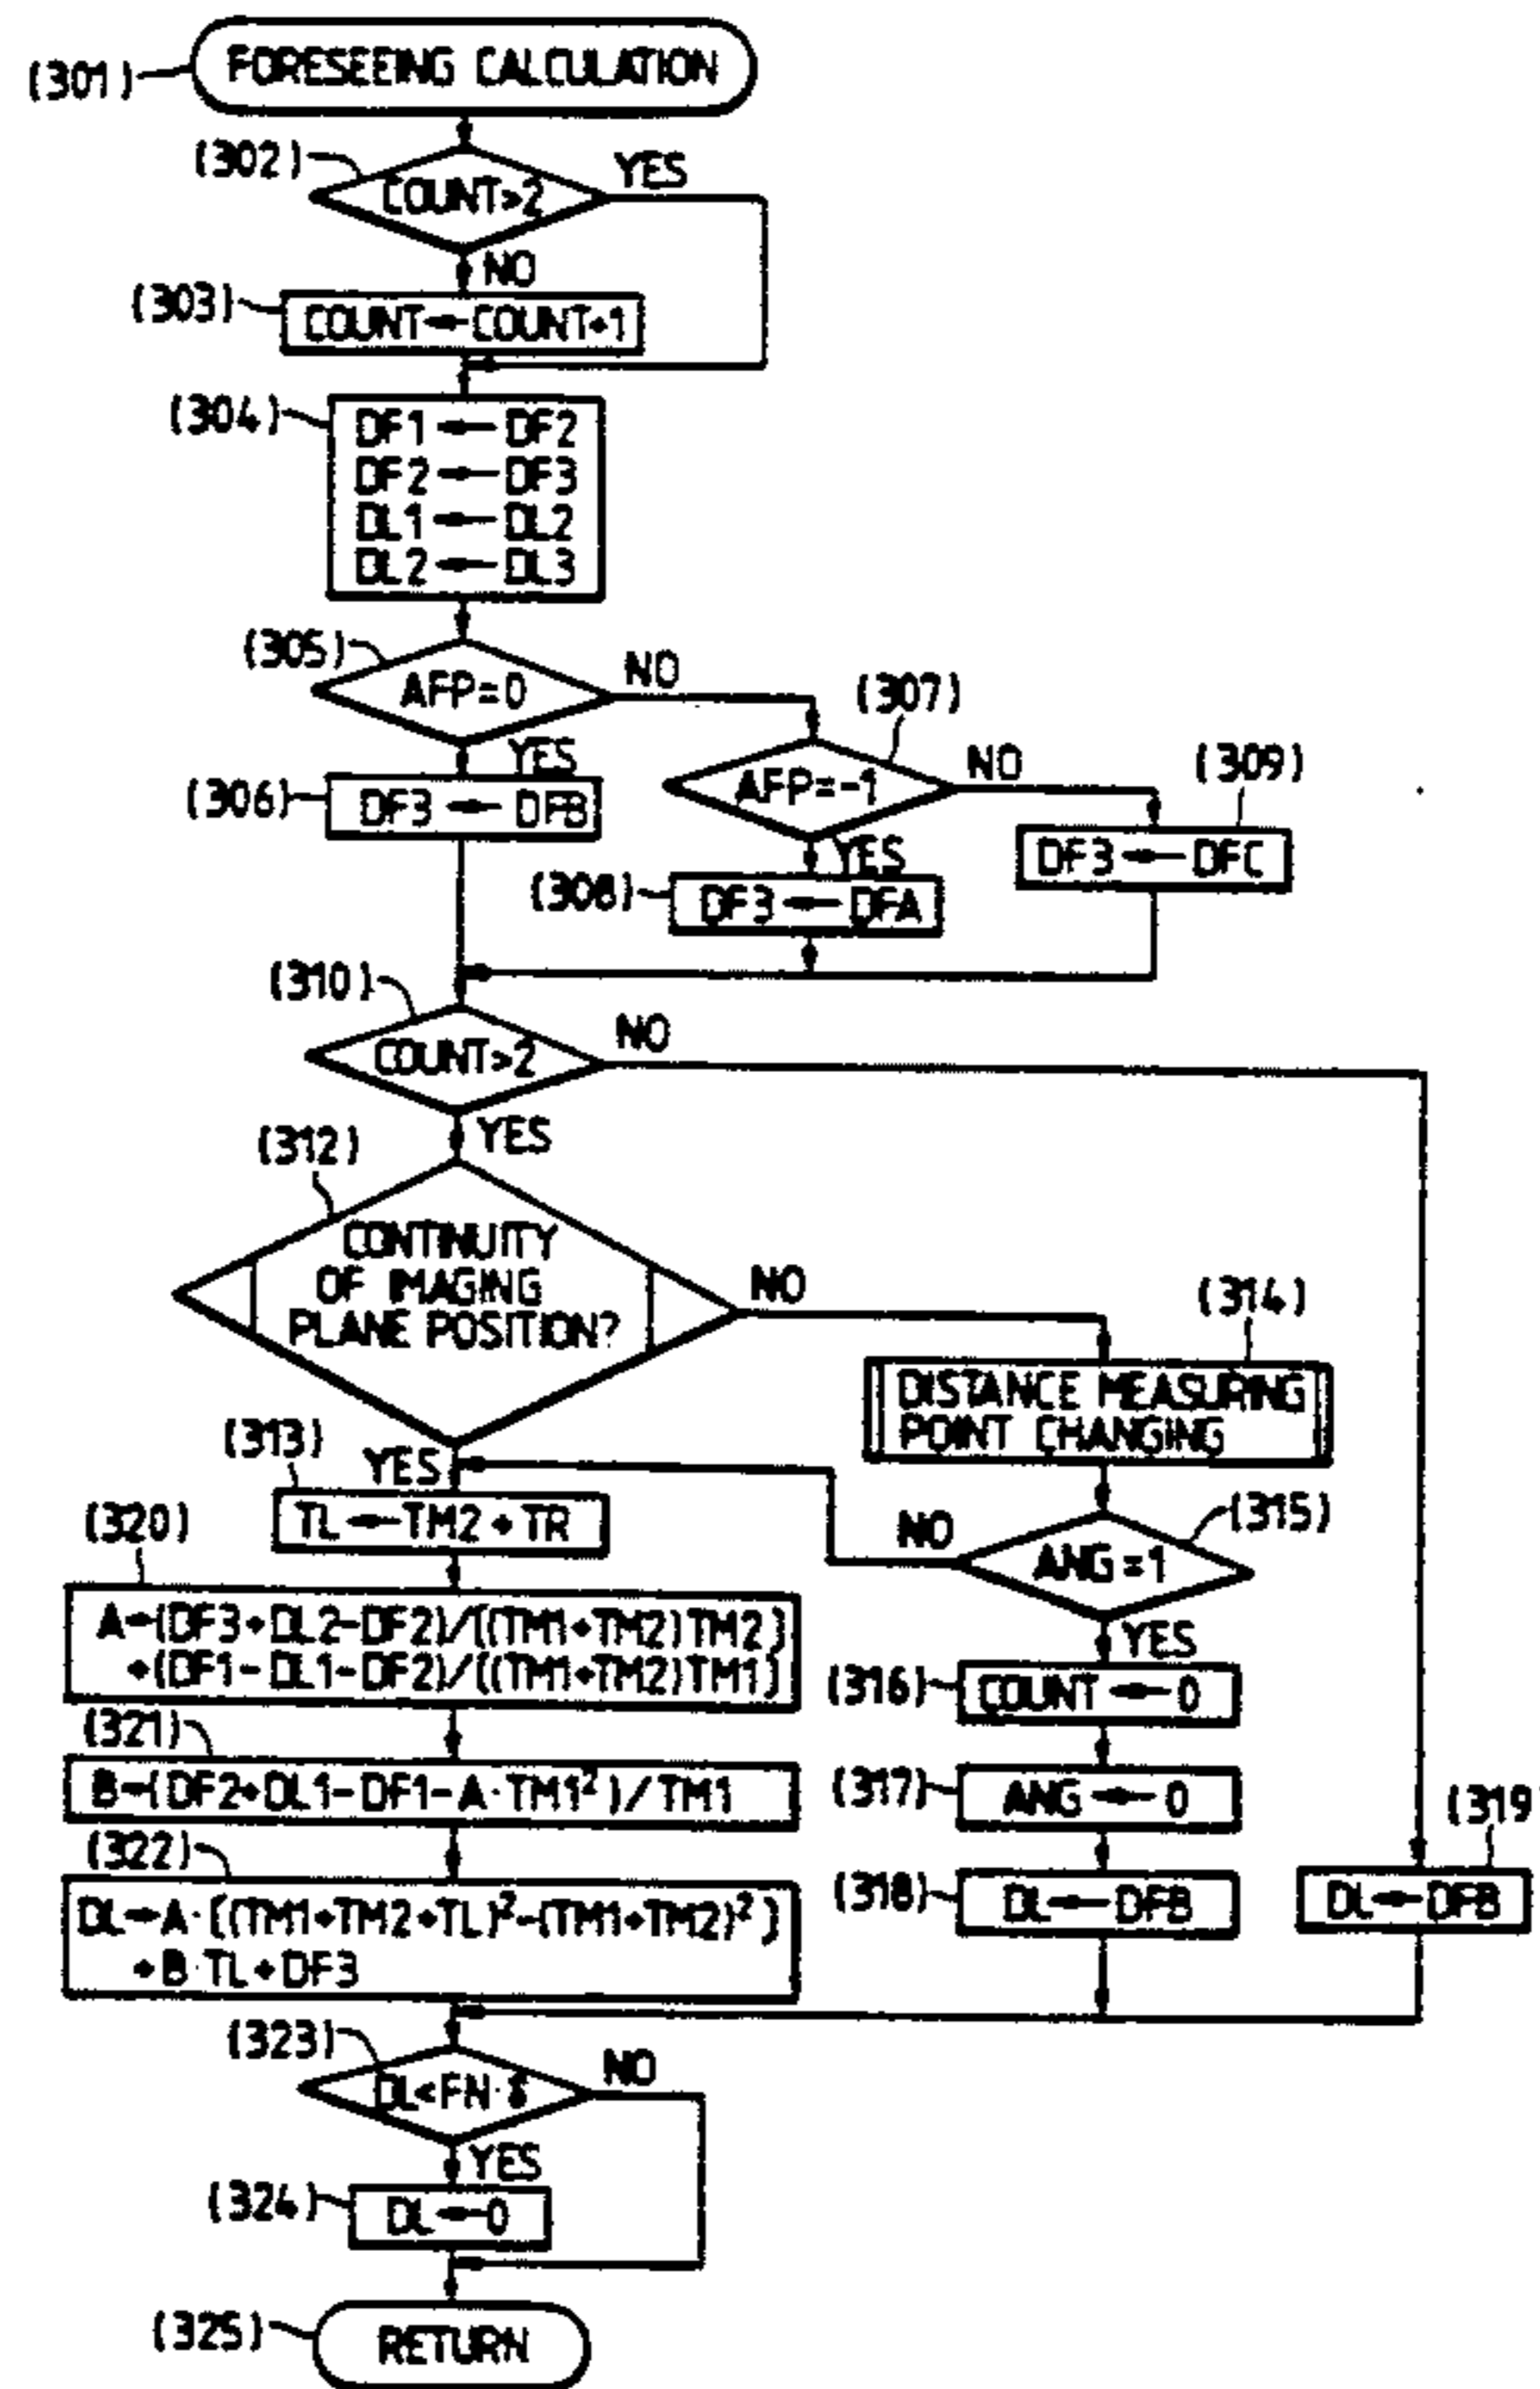 (301)
FORESEEING CALCULATION
(302)
COUNT>2
YES
NO
(303)
COUNT←COUNT+1
(304)
DF1 ← DF2
DF2 ← DF3
DL1 ← DL2
DL2 ← DL3
(305)
AFP=0
NO
YES
(306)
DF3 ← DFB
(307)
AFP=-1
NO
YES
(308)
DF3 ← DFA
(309)
DF3 ← DFC
(310)
COUNT>2
NO
YES
(312)
CONTINUITY
OF IMAGING
PLANE POSITION?
NO
YES
(314)
DISTANCE MEASURING
POINT CHANGING
(313)
TL←TM2+TR
(315)
ANG=1
NO
YES
(320)
A←(DF3+DL2-DF2)/((TM1+TM2)TM2)
+(DF1-DL1-DF2)/((TM1+TM2)TM1)
(316)
COUNT ← 0
(321)
B←(DF2+DL1-DF1-A·TM1²)/TM1
(317)
ANG ← 0
(322)
DL←A·((TM1+TM2+TL)²-(TM1+TM2)²)
+B·TL+DF3
(318)
DL←DFB
(319
DL←DFB
(323)
DL<FN·δ
NO
YES
(324)
DL←0
(325)
RETURN